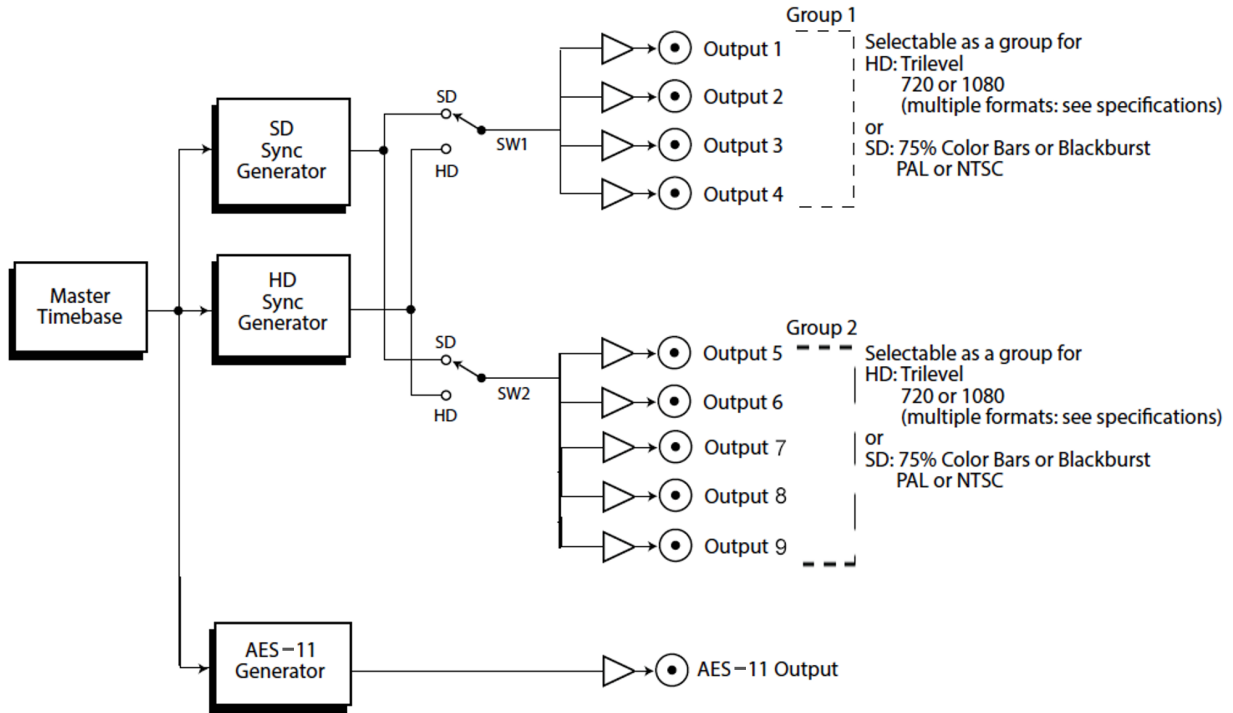 Group 1
Output 1
Output 2
Output 3
Output 4
Selectable as a group for
HD: Trilevel
720 or 1080
(multiple formats: see specifications)
or
SD: 75% Color Bars or Blackburst
PAL or NTSC
SD
HD
SW1
SD
Sync
Generator
HD
Sync
Generator
Master
Timebase
SD
HD
SW2
Group 2
Output 5
Output 6
Output 7
Output 8
Output 9
Selectable as a group for
HD: Trilevel
720 or 1080
(multiple formats: see specifications)
or
SD: 75% Color Bars or Blackburst
PAL or NTSC
AES-11
Generator
AES-11 Output